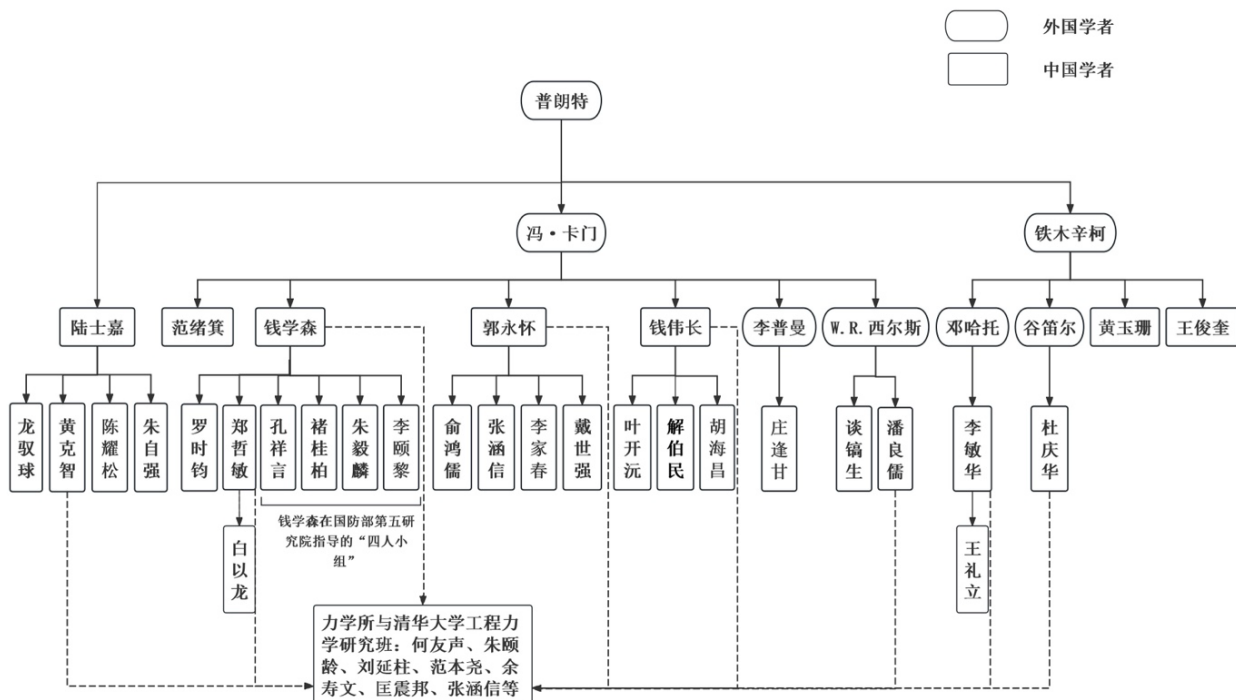 外国学者
中国学者
普朗特
冯·卡门
铁木辛柯
陆士嘉
范绪箕
钱学森
郭永怀
钱伟长
李普曼
W.R.西尔斯
邓哈托
谷笛尔
黄玉珊
王俊奎
龙驭球
黄克智
陈耀松
朱自强
罗时钧
郑哲敏
孔祥言
褚桂柏
朱毅麟
李颐黎
俞鸿儒
张涵信
李家春
戴世强
叶开沅
解伯民
胡海昌
庄逢甘
谈镐生
潘良儒
李敏华
杜庆华
钱学森在国防部第五研
究院指导的“四人小
组”
白以龙
王礼立
力学所与清华大学工程力
学研究班：何友声、朱颐
龄、刘延柱、范本尧、余
寿文、匡震邦、张涵信等